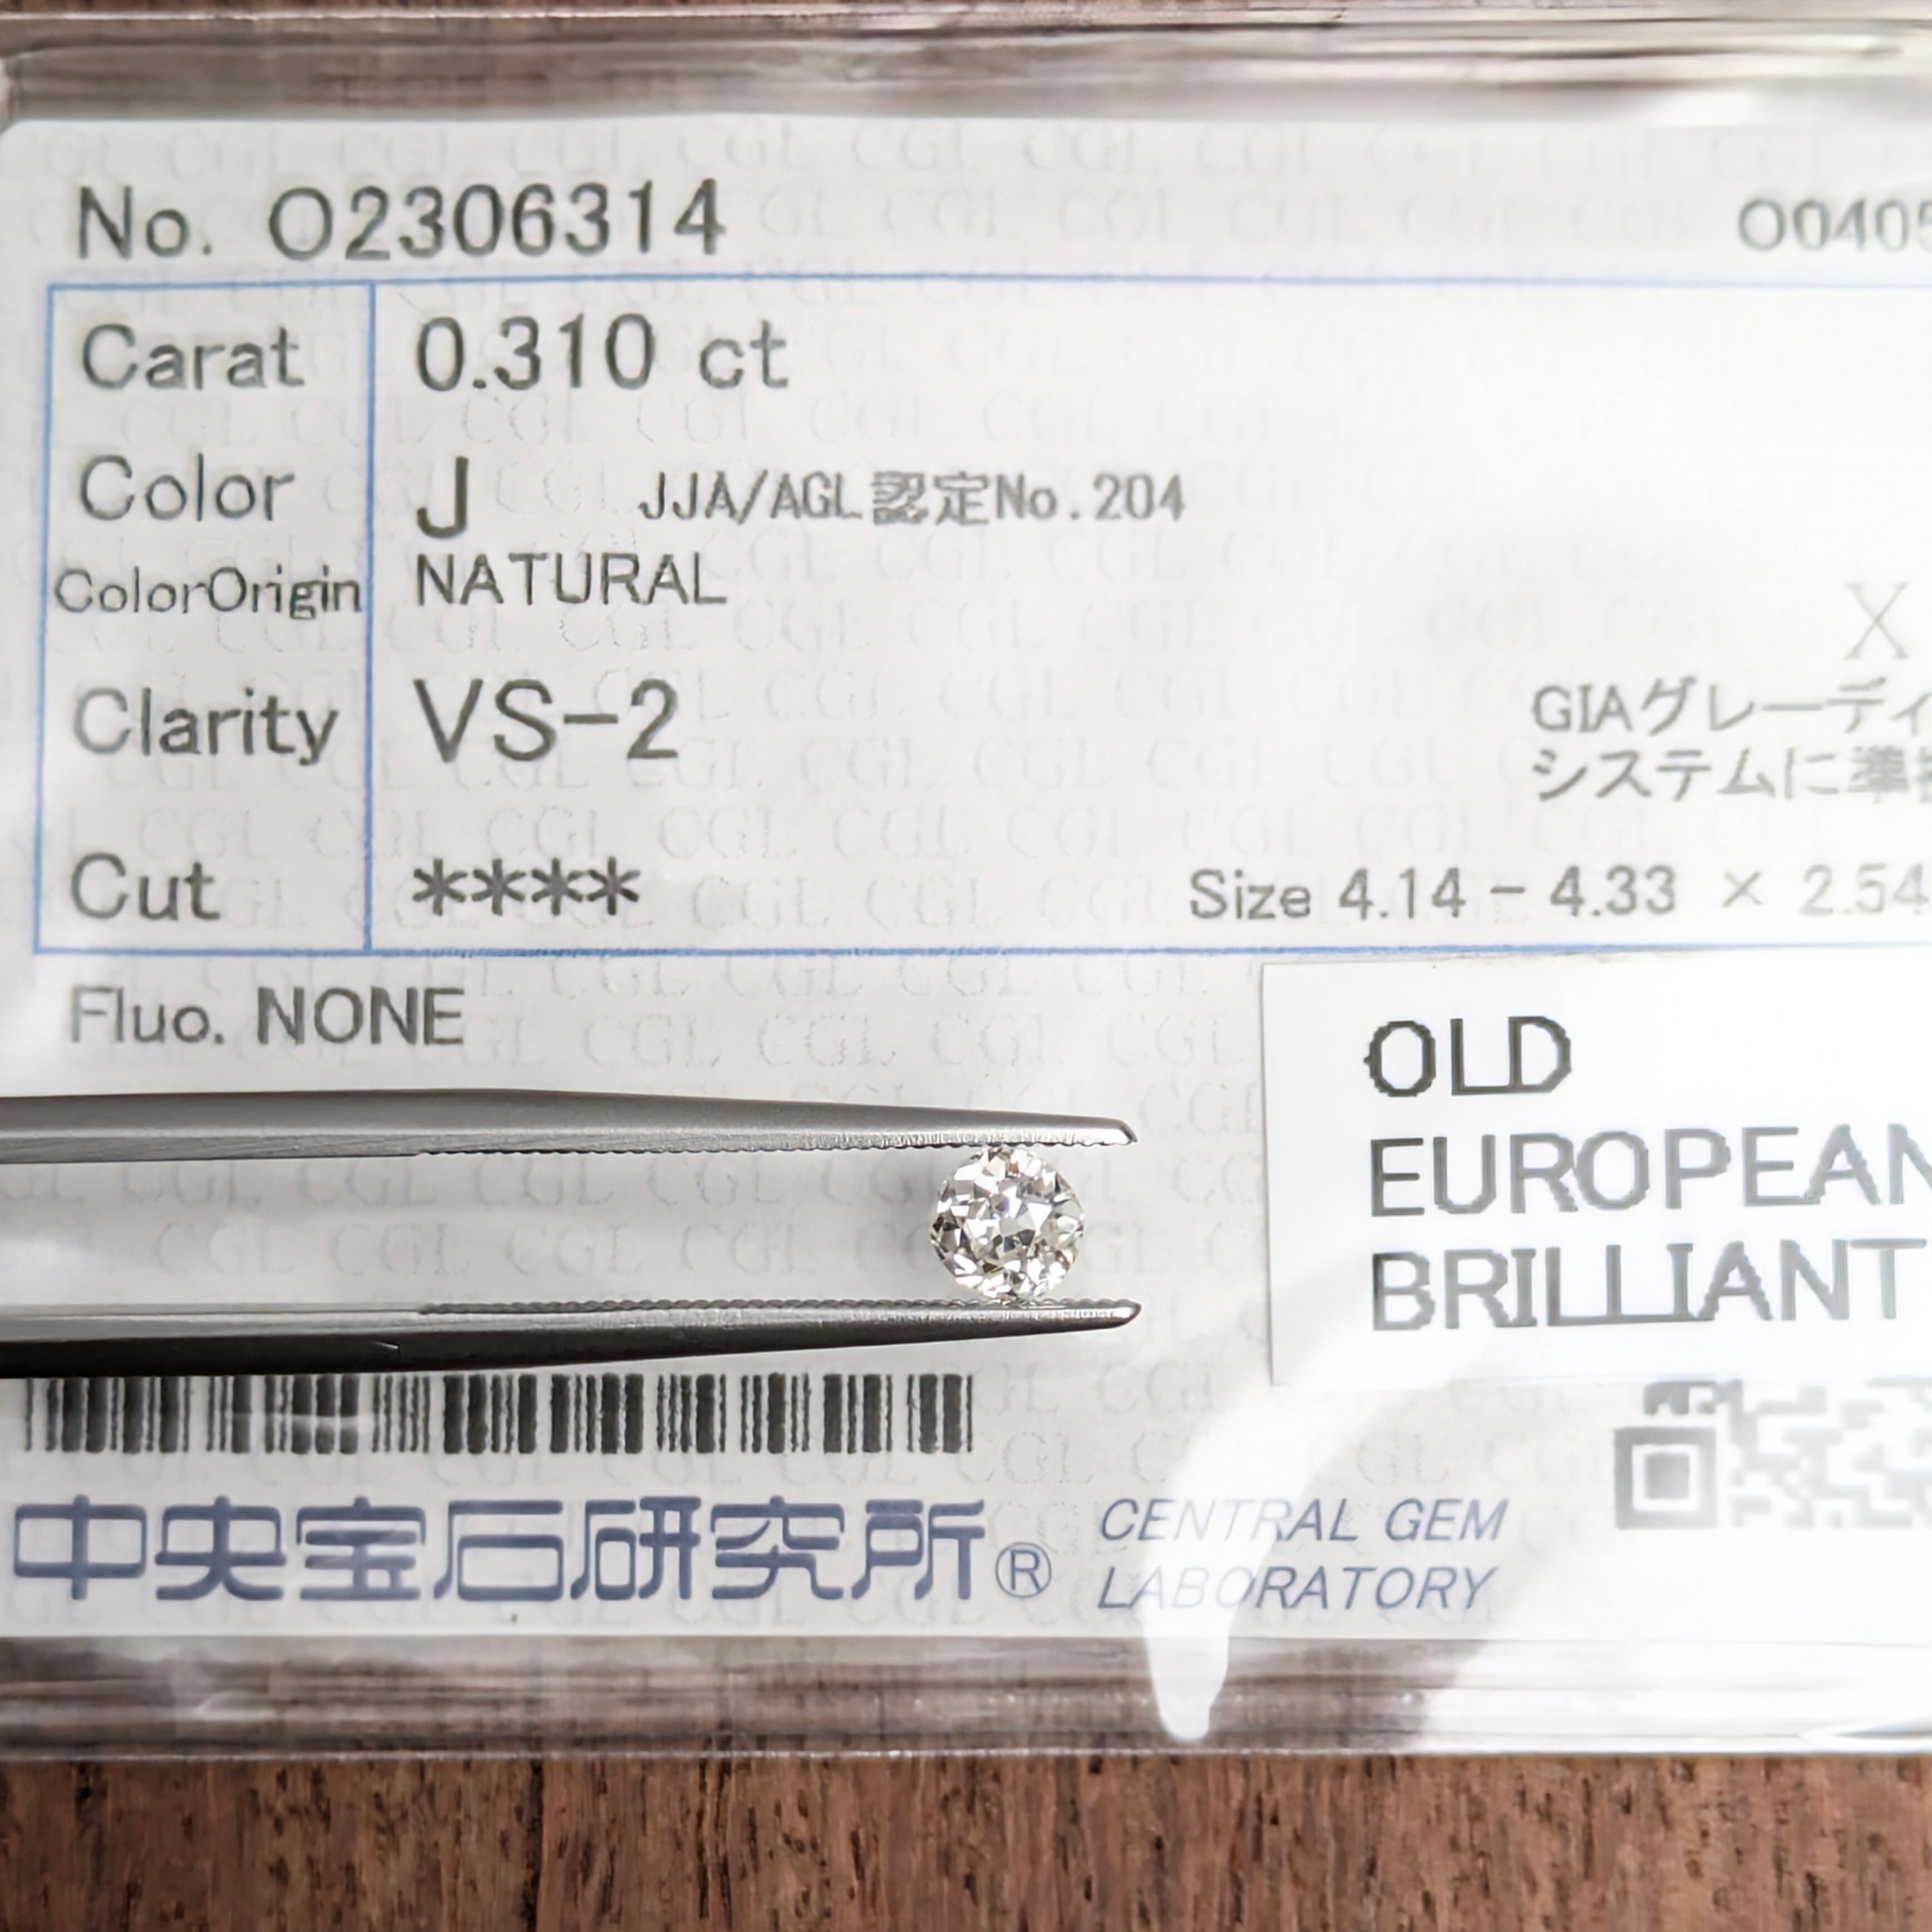 No. O2306314
O0405
Carat 0.310 ct
Color J JJA/AGL認定No.204
ColorOrigin NATURAL
X
Clarity VS-2
GIAグレーディ
システムに準
Cut ****
Size 4.14 - 4.33 × 2.54
Fluo. NONE
OLD
EUROPEAN
BRILLIANT
中央宝石研究所®
CENTRAL GEM
LABORATORY